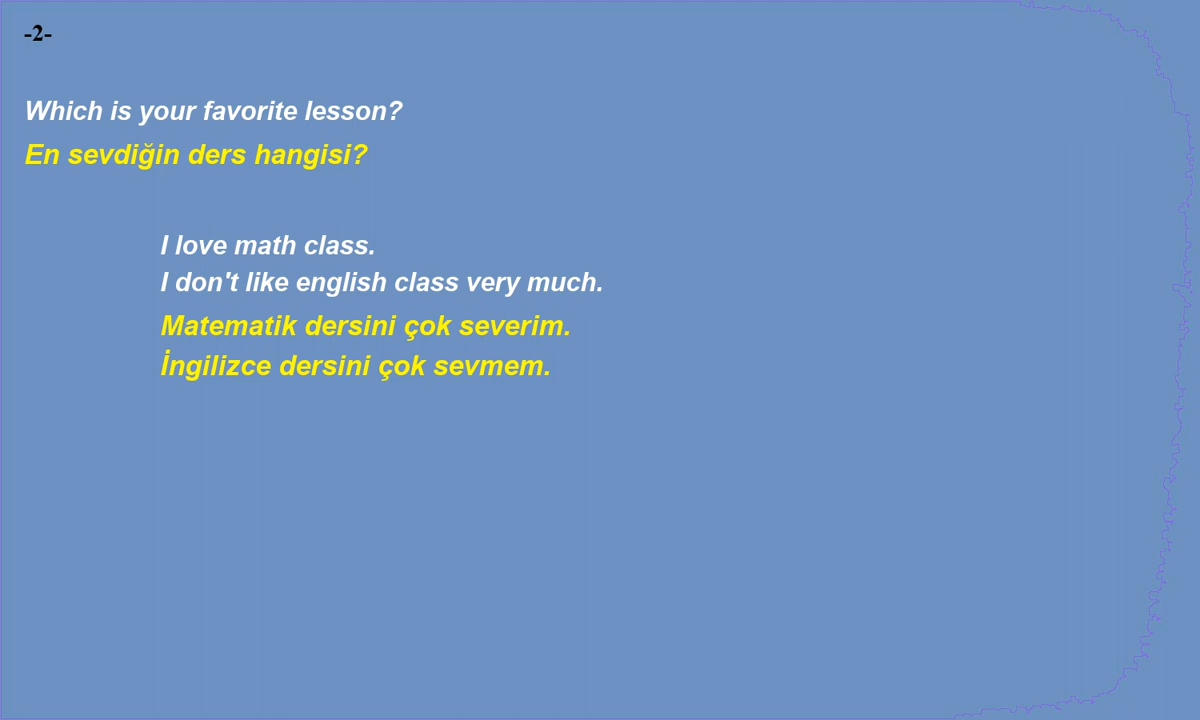 -2-
Which is your favorite lesson?
En sevdiğin ders hangisi?
I love math class.
I don't like english class very much.
Matematik dersini çok severim.
İngilizce dersini çok sevmem.